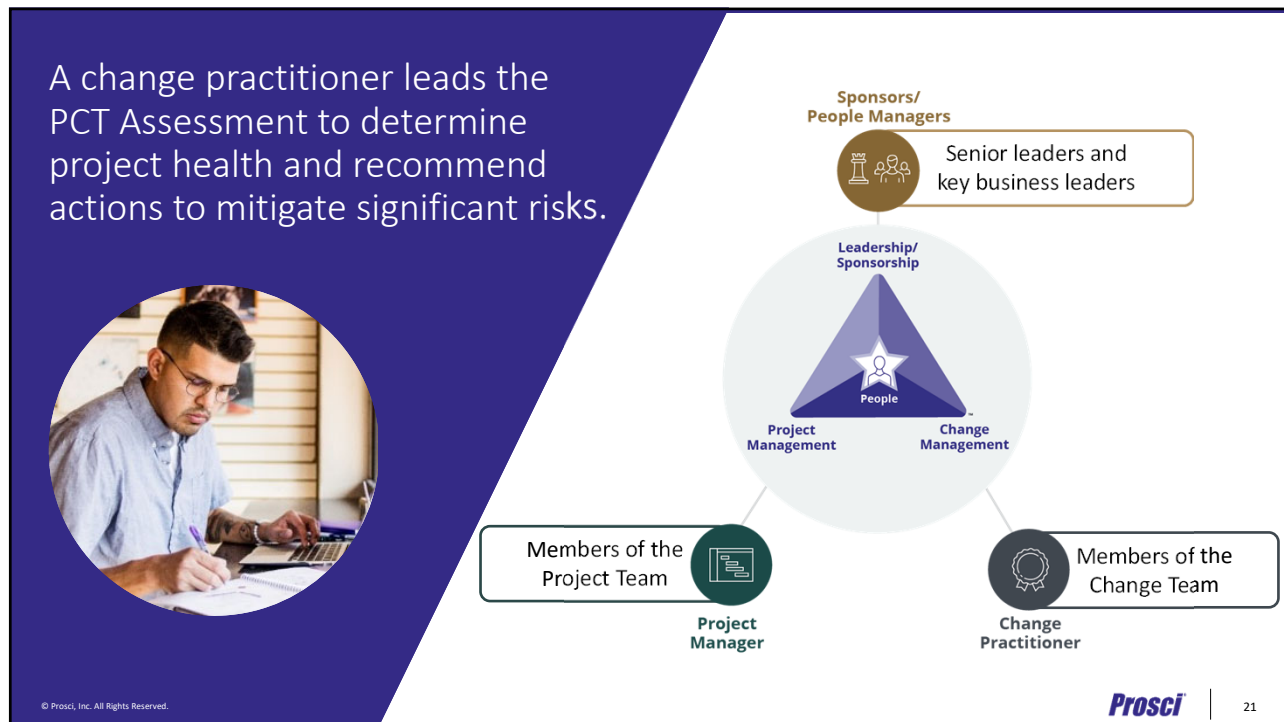 A change practitioner leads the
PCT Assessment to determine
project health and recommend
actions to mitigate significant risks.
Sponsors/
People Managers
Senior leaders and
key business leaders
Leadership/
Sponsorship
People
™
Project
Management
Change
Management
Members of the
Project Team
Project
Manager
Members of the
Change Team
Change
Practitioner
© Prosci, Inc. All Rights Reserved.
Prosci
21